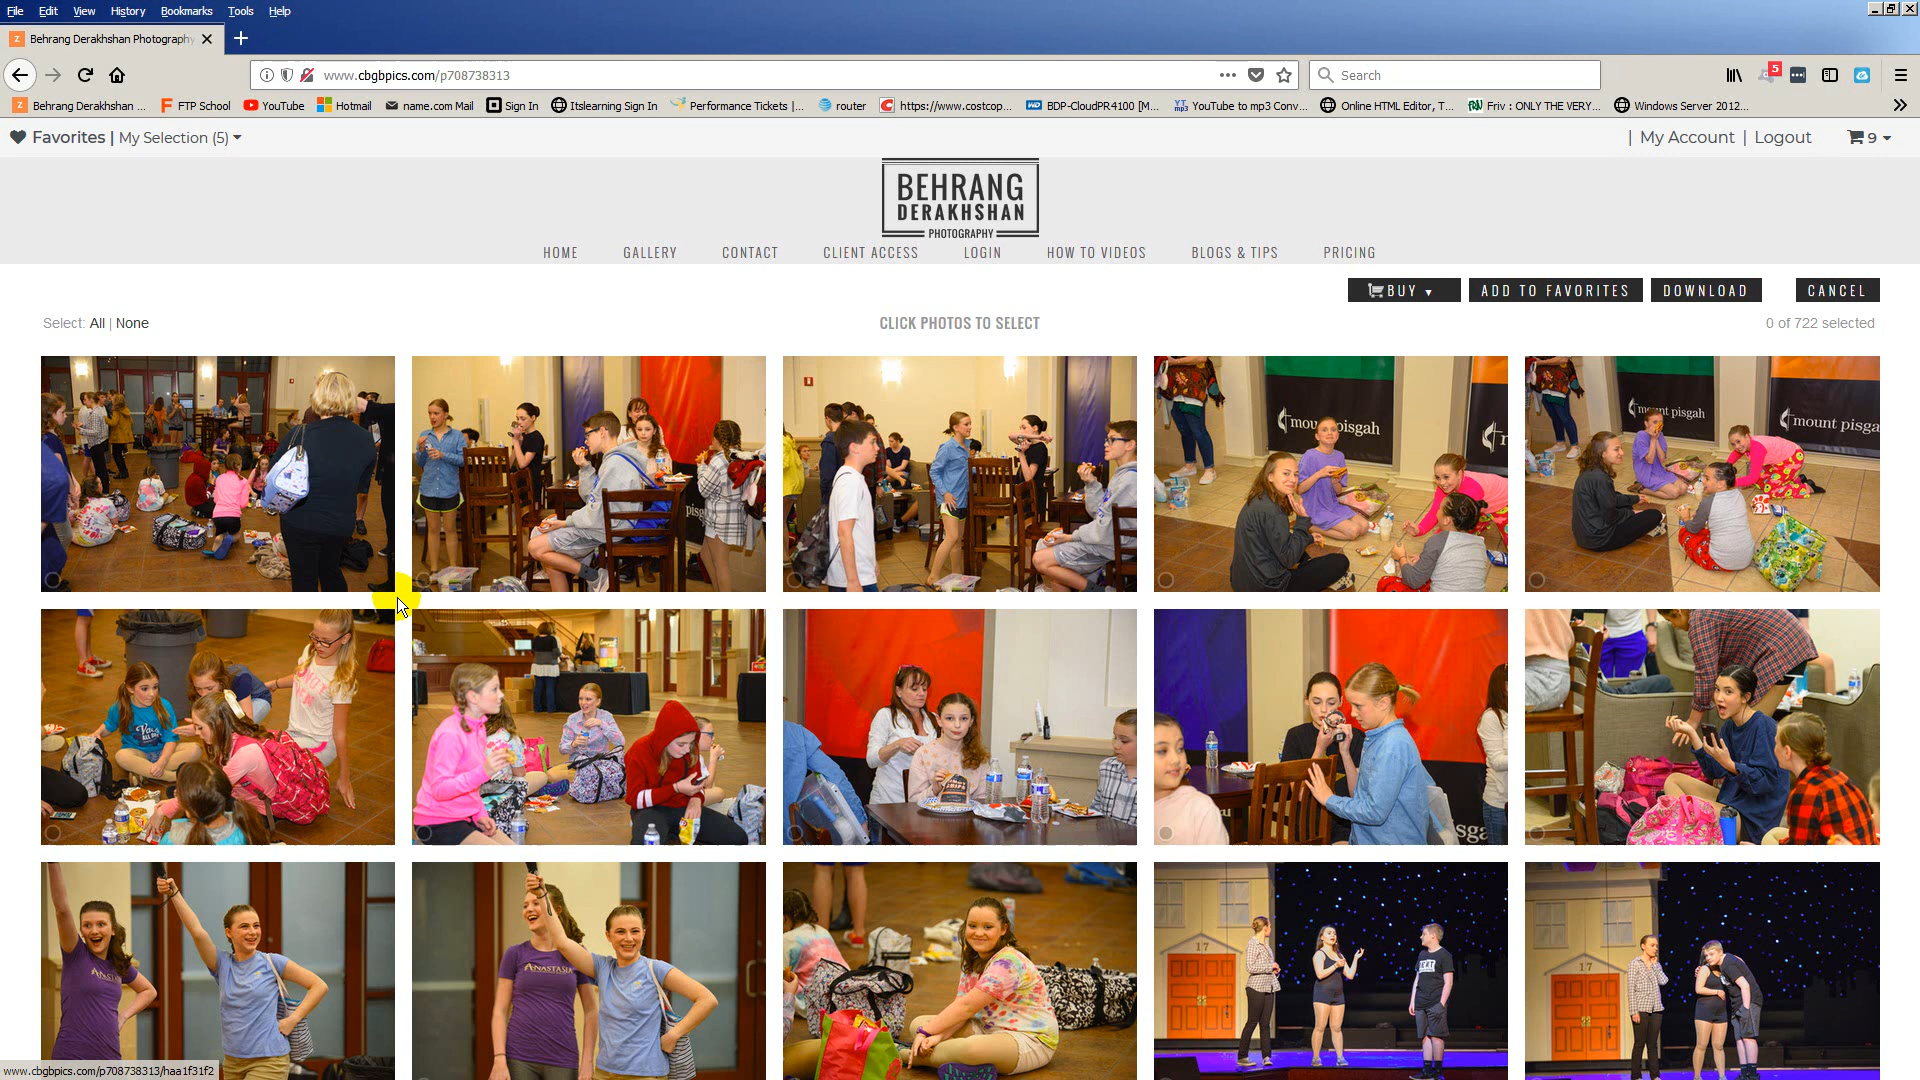 File Edit View History Bookmarks Tools Help
Behrang Derakhshan Photography
www.cbgbpics.com/p708738313
Search
5
Behrang Derakhshan ... FTP School YouTube Hotmail name.com Mail Sign In Itslearning Sign In Performance Tickets |... router https://www.costcop... BDP-CloudPR4100 [M... YouTube to mp3 Conv... Online HTML Editor, T... Friv : ONLY THE VERY... Windows Server 2012...
Favorites | My Selection (5)
| My Account | Logout 9
BEHRANG
DERAKHSHAN
PHOTOGRAPHY
HOME GALLERY CONTACT CLIENT ACCESS LOGIN HOW TO VIDEOS BLOGS & TIPS PRICING
BUY ▼ ADD TO FAVORITES DOWNLOAD CANCEL
Select: All | None
CLICK PHOTOS TO SELECT
0 of 722 selected
mount pisgah
ANASTASIA
17
17
www.cbgbpics.com/p708738313/haa1f31f2